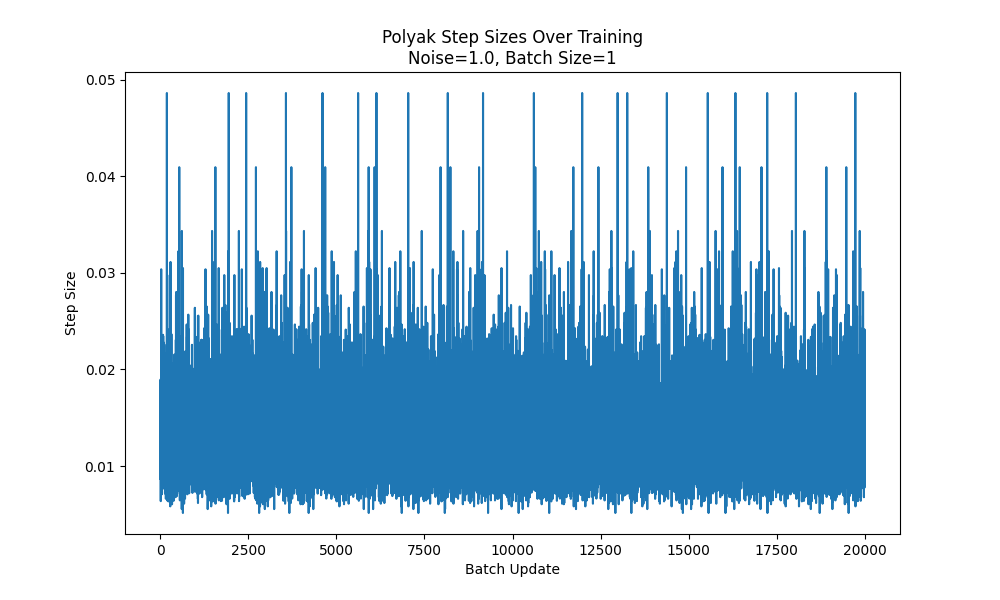 Polyak Step Sizes Over Training
Noise=1.0, Batch Size=1
0.05
0.04
0.03
0.02
0.01
Step Size
0 2500 5000 7500 10000 12500 15000 17500 20000
Batch Update